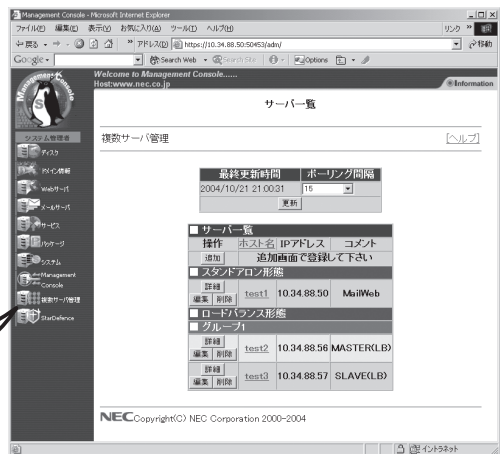 Management Console - Microsoft Internet Explorer
ファイル(F) 編集(E) 表示(V) お気に入り(A) ツール(T) ヘルプ(H)
リンク »
戻る
アドレス(D) https://10.34.88.50:50453/adm/
移動
Google
Search Web
Search Site
Options
Welcome to Management Console......
Host:www.nec.co.jp
Information
Management Console
サーバ一覧
システム管理者
ディスク
ドメイン情報
Webサーバ
メールサーバ
サービス
パッケージ
システム
Management Console
複数サーバ管理
StarDefence
複数サーバ管理
[ヘルプ]
最終更新時間 ポーリング間隔
2004/10/21 21:00:31 15
更新
■ サーバ一覧
操作 ホスト名 IPアドレス コメント
追加 追加画面で登録して下さい
■ スタンドアロン形態
詳細
編集 削除 test1 10.34.88.50 MailWeb
■ ロードバランス形態
■ グループ1
詳細
編集 削除 test2 10.34.88.56 MASTER(LB)
詳細
編集 削除 test3 10.34.88.57 SLAVE(LB)
NEC Copyright(C) NEC Corporation 2000-2004
イントラネット